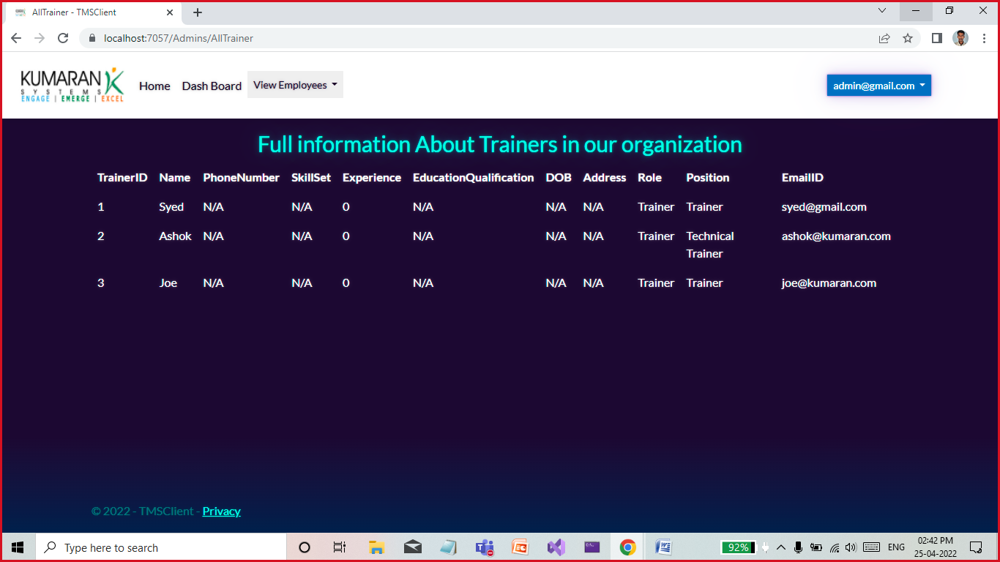 AllTrainer - TMSClient
localhost:7057/Admins/AllTrainer
KUMARAN
SYSTEMS
ENGAGE | EMERGE | EXCEL
Home Dash Board View Employees
admin@gmail.com
Full information About Trainers in our organization
TrainerID Name PhoneNumber SkillSet Experience EducationQualification DOB Address Role Position EmailID
1 Syed N/A N/A 0 N/A N/A N/A Trainer Trainer syed@gmail.com
2 Ashok N/A N/A 0 N/A N/A N/A Trainer Technical Trainer ashok@kumaran.com
3 Joe N/A N/A 0 N/A N/A N/A Trainer Trainer joe@kumaran.com
© 2022 - TMSClient - Privacy
Type here to search
92%
ENG
02:42 PM
25-04-2022